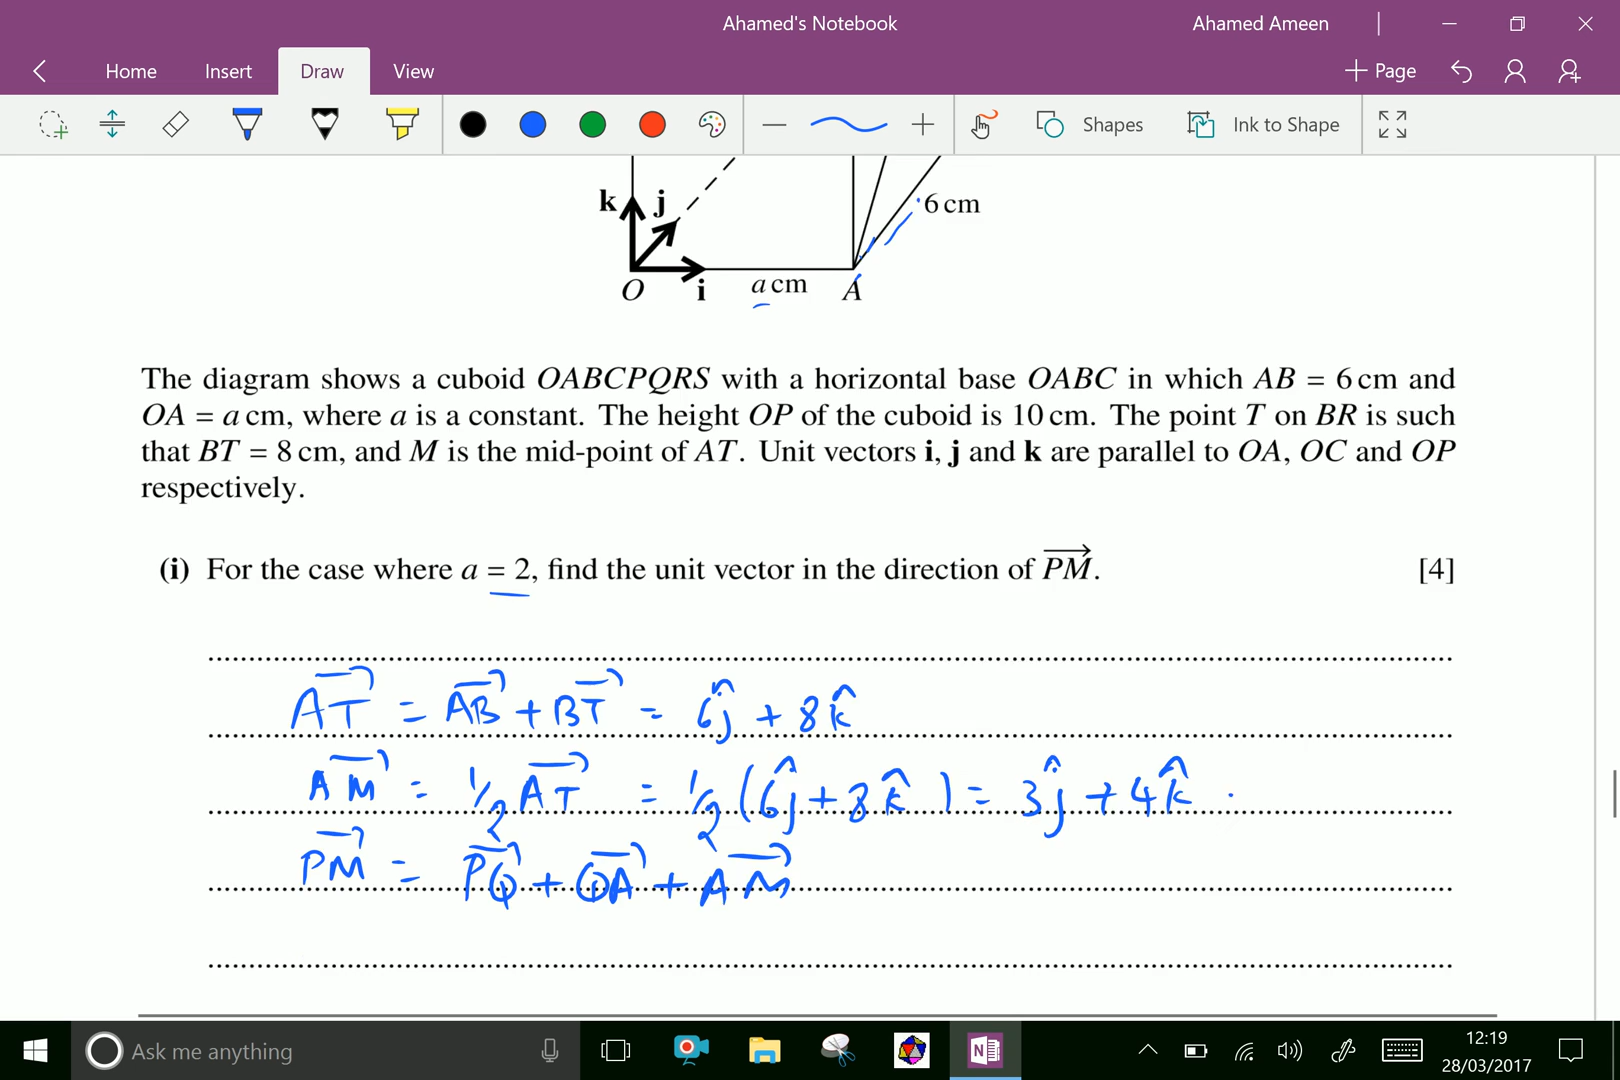 Ahamed's Notebook
Ahamed Ameen
Home
Insert
Draw
View
Page
Shapes
Ink to Shape
k
j
6 cm
O
i
a cm
A
The diagram shows a cuboid OABCPQRS with a horizontal base OABC in which AB = 6 cm and
OA = a cm, where a is a constant. The height OP of the cuboid is 10 cm. The point T on BR is such
that BT = 8 cm, and M is the mid-point of AT. Unit vectors i, j and k are parallel to OA, OC and OP
respectively.
(i) For the case where a = 2, find the unit vector in the direction of PM⃗. [4]
AT⃗ = AB⃗ + BT⃗ = 6ĵ + 8k̂
AM⃗ = 1/2 AT⃗ = 1/2 (6ĵ + 8k̂) = 3ĵ + 4k̂.
PM⃗ = PQ⃗ + QA⃗ + AM⃗
Ask me anything
12:19
28/03/2017